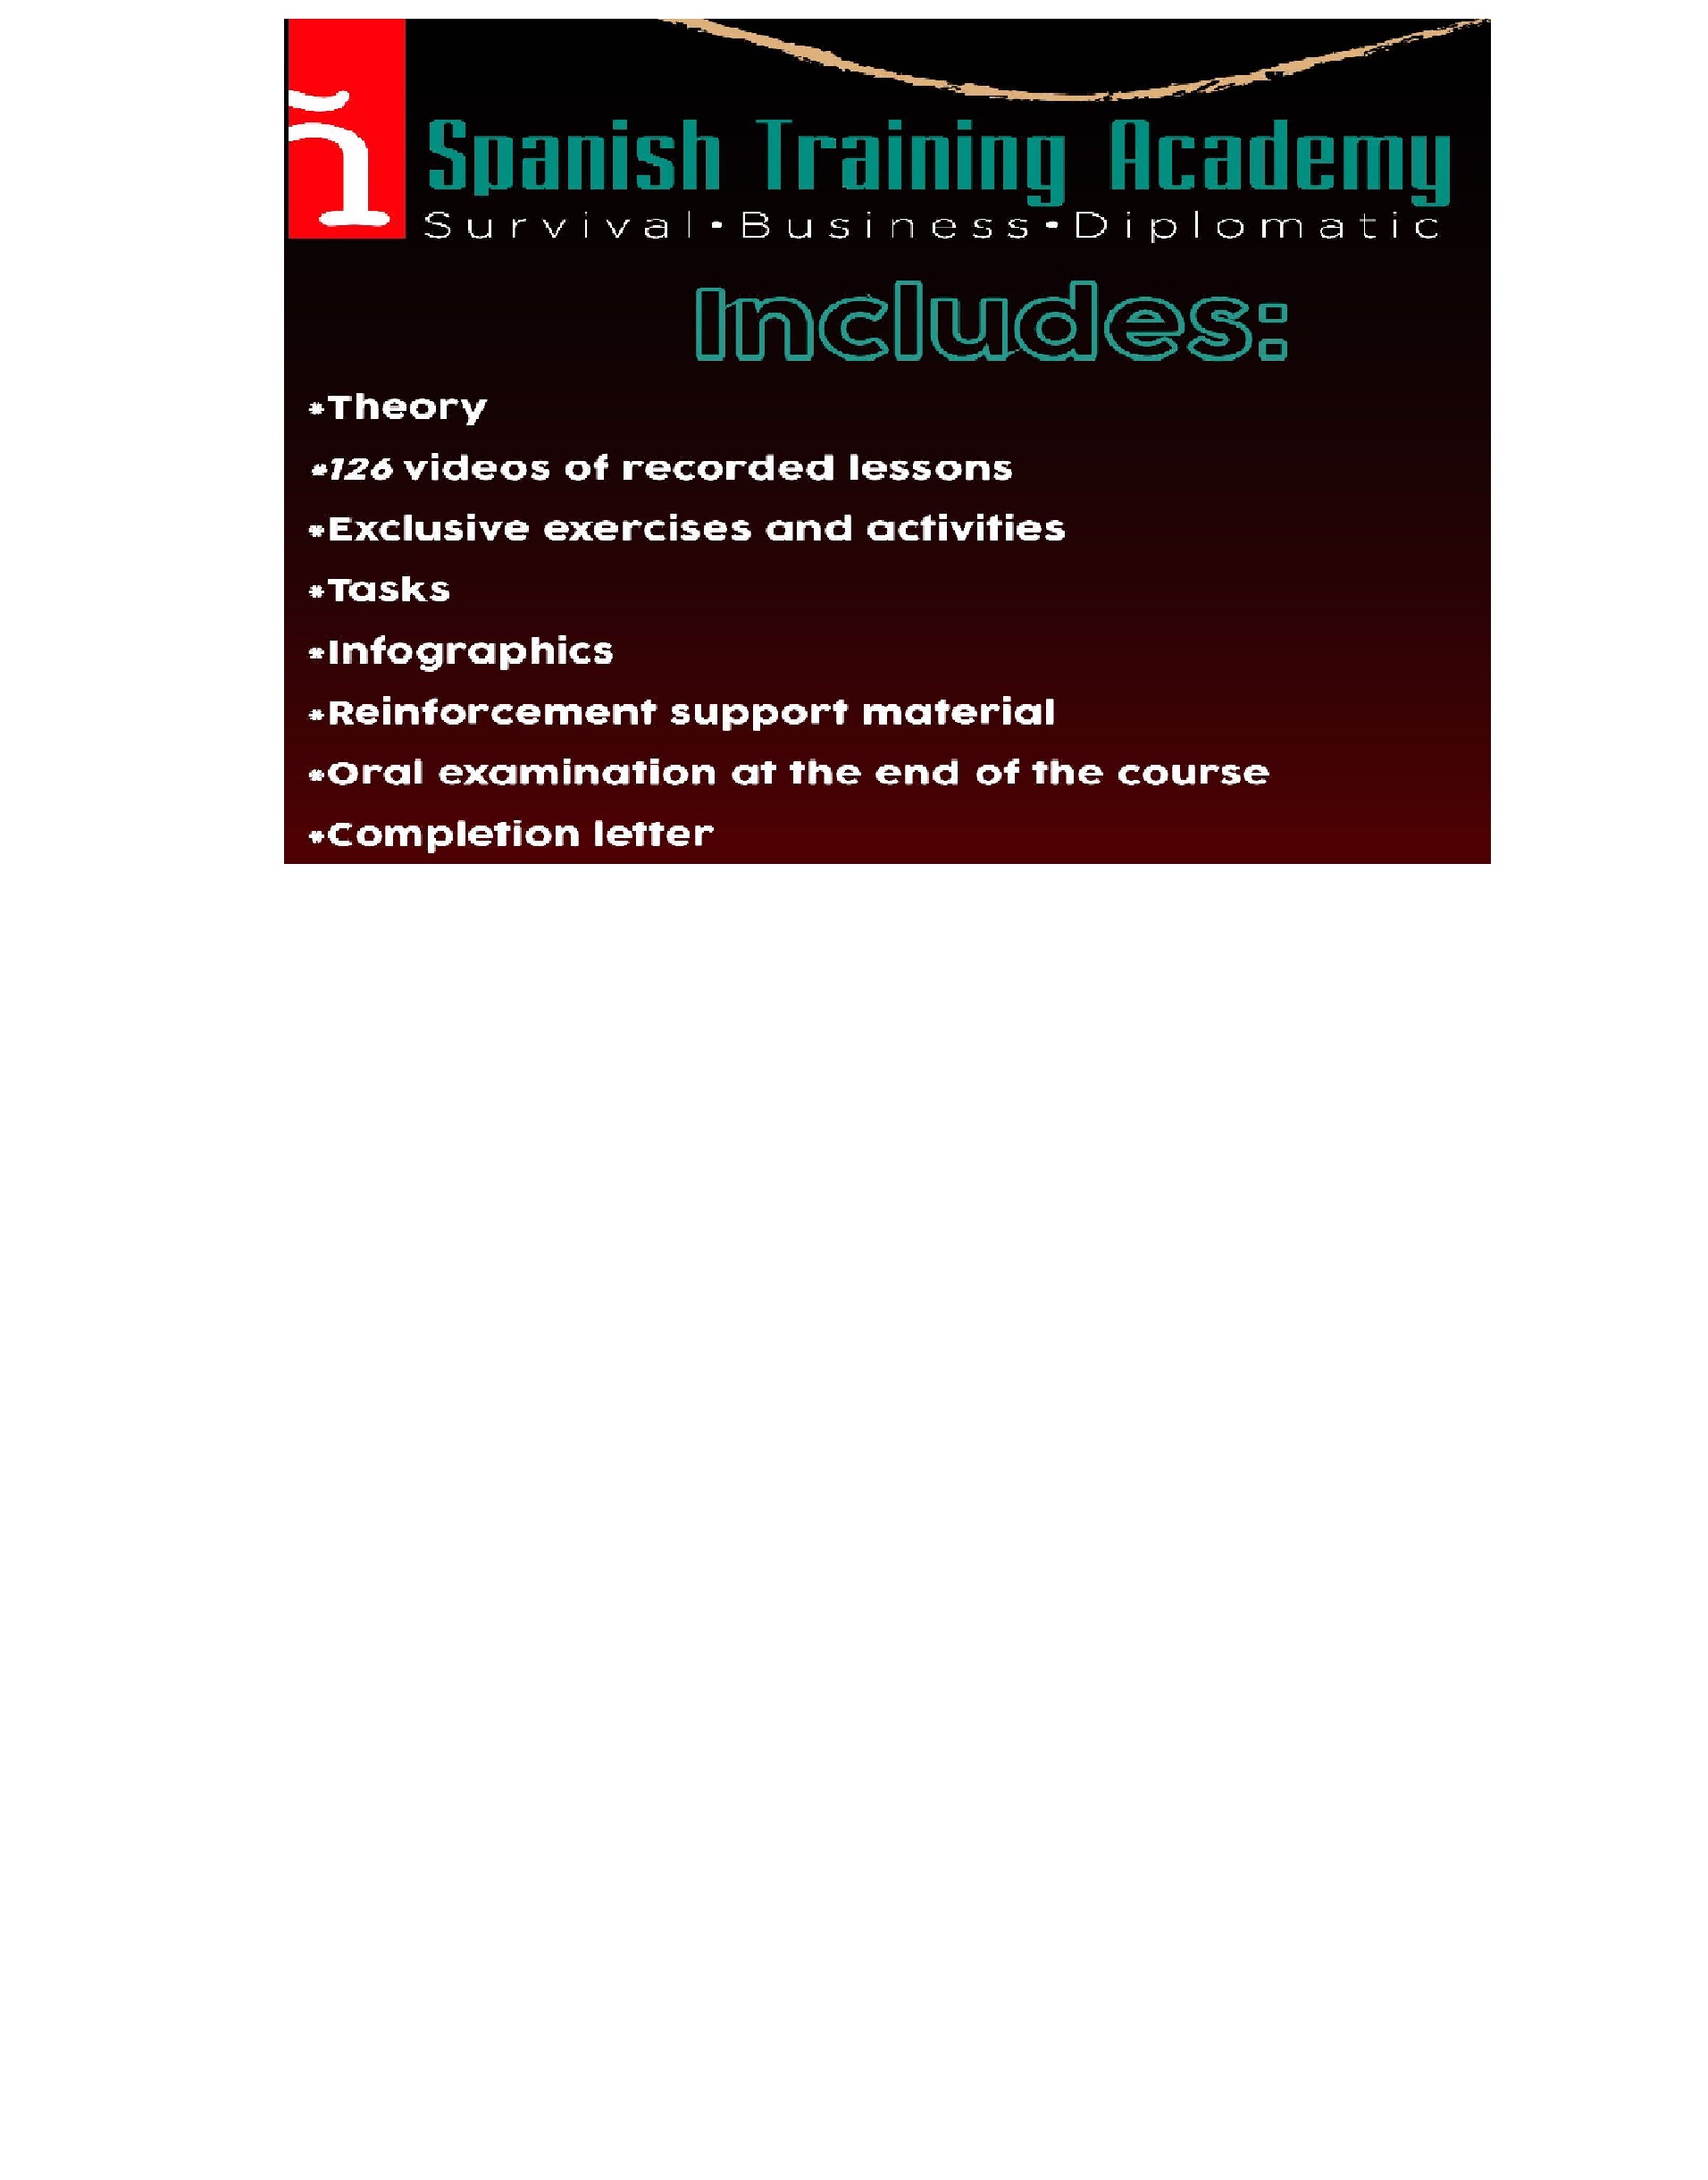 ñ
Spanish Training Academy
Survival•Business•Diplomatic
Includes:
*Theory
*126 videos of recorded lessons
*Exclusive exercises and activities
*Tasks
*Infographics
*Reinforcement support material
*Oral examination at the end of the course
*Completion letter